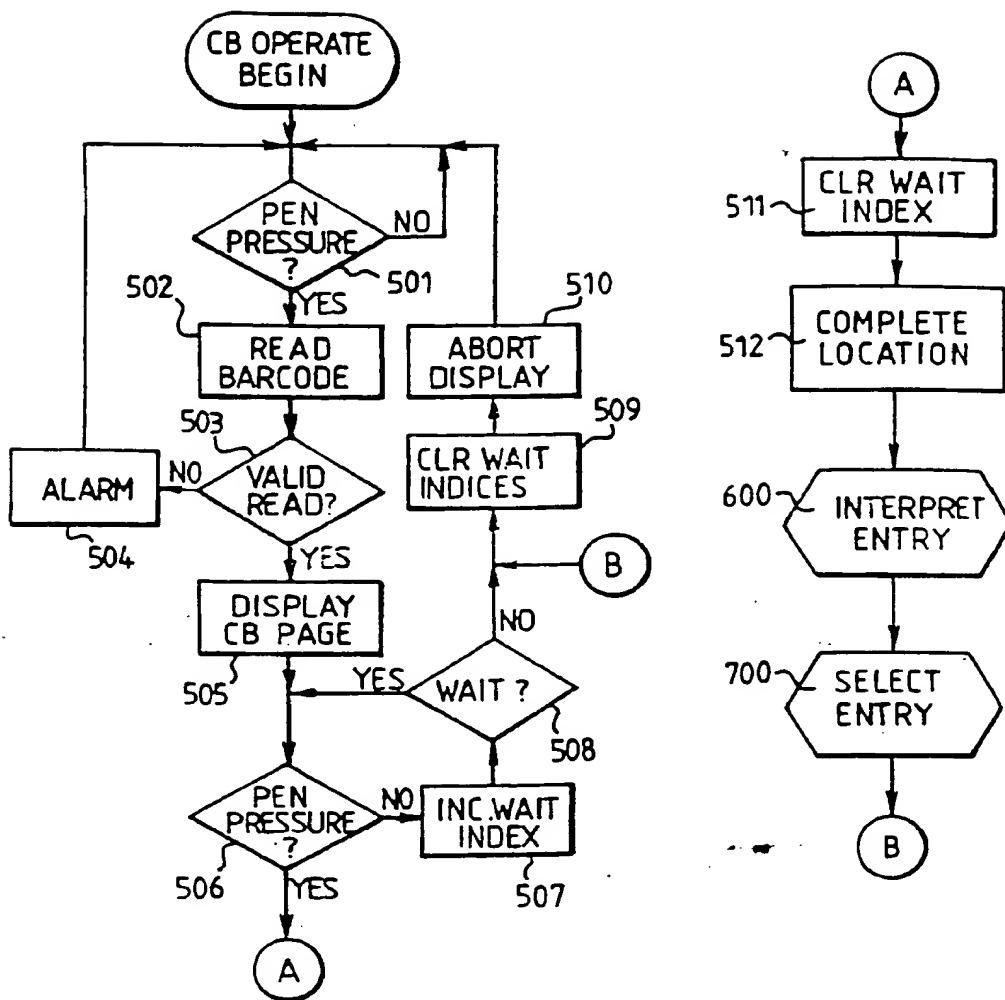 CB OPERATE
BEGIN
PEN
PRESSURE
?
NO
501
YES
502
READ
BARCODE
503
VALID
READ?
NO
ALARM
504
YES
DISPLAY
CB PAGE
505
PEN
PRESSURE
?
506
NO
YES
A
INC.WAIT
INDEX
507
WAIT ?
508
YES
NO
B
CLR WAIT
INDICES
509
ABORT
DISPLAY
510
A
CLR WAIT
INDEX
511
COMPLETE
LOCATION
512
INTERPRET
ENTRY
600
SELECT
ENTRY
700
B